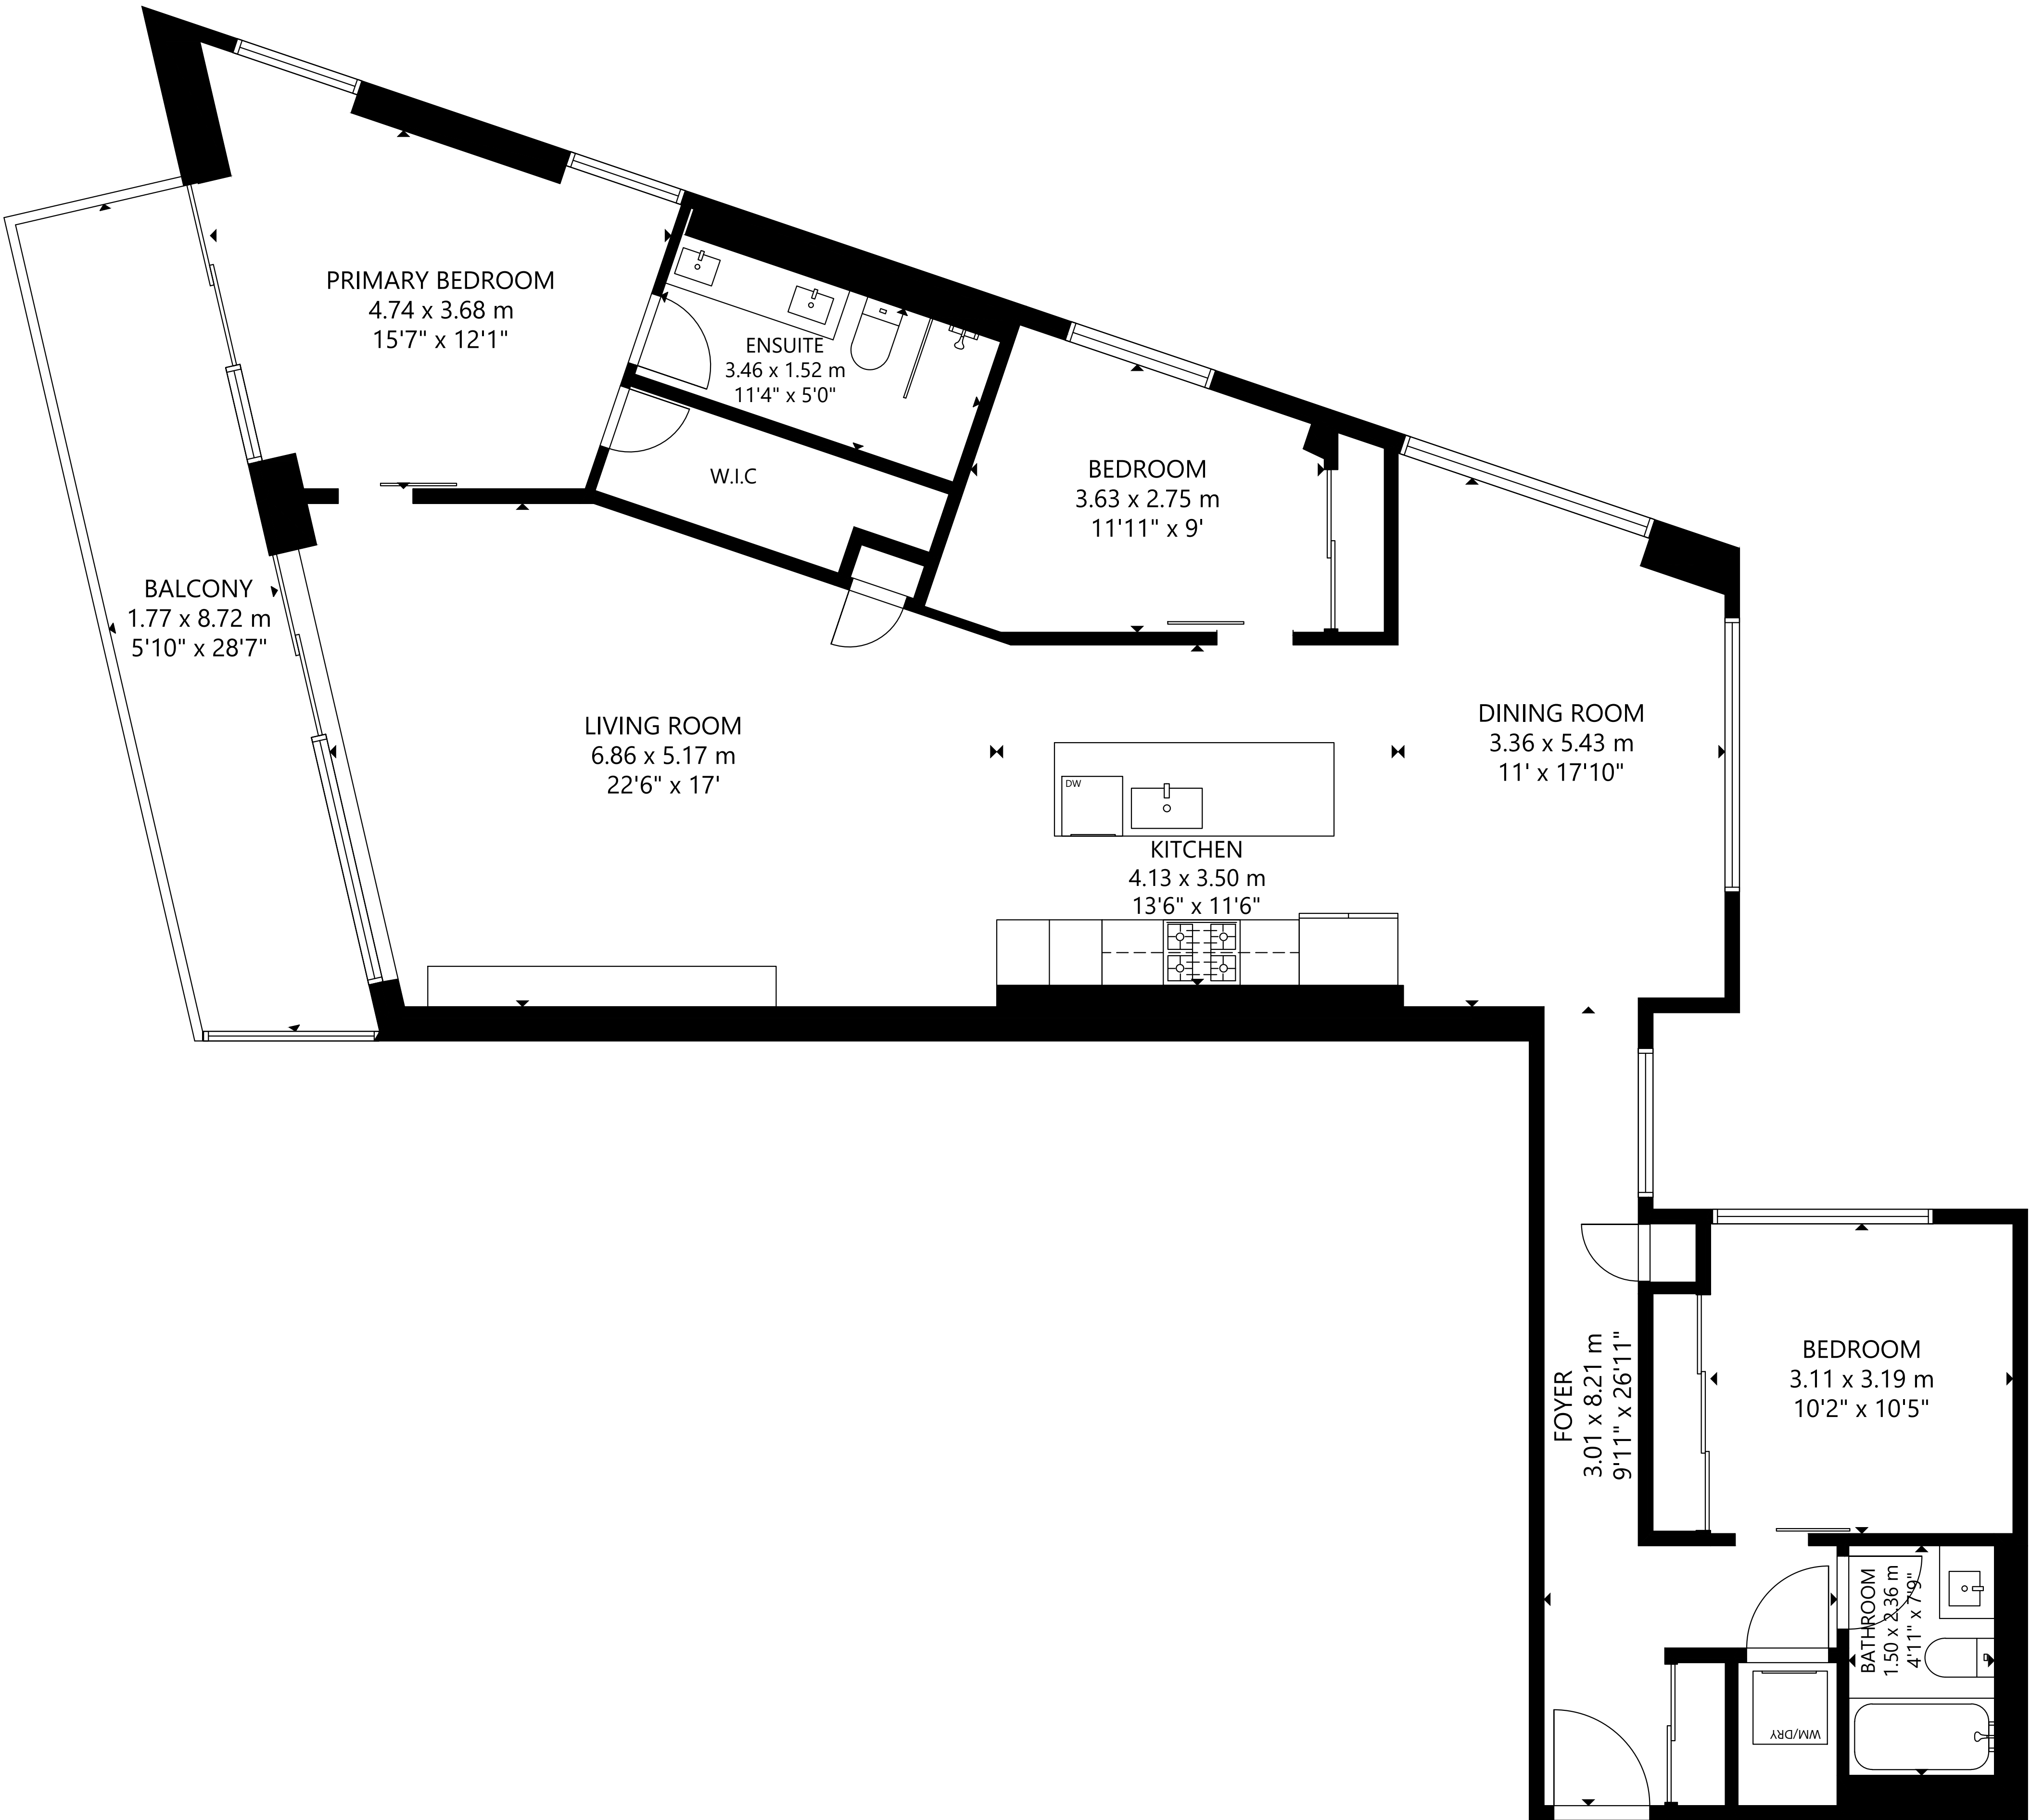 PRIMARY BEDROOM
4.74 x 3.68 m
15'7" x 12'1"
ENSUITE
3.46 x 1.52 m
11'4" x 5'0"
W.I.C
BEDROOM
3.63 x 2.75 m
11'11" x 9'
BALCONY
1.77 x 8.72 m
5'10" x 28'7"
LIVING ROOM
6.86 x 5.17 m
22'6" x 17'
DINING ROOM
3.36 x 5.43 m
11' x 17'10"
DW
KITCHEN
4.13 x 3.50 m
13'6" x 11'6"
FOYER
3.01 x 8.21 m
9'11" x 26'11"
BEDROOM
3.11 x 3.19 m
10'2" x 10'5"
BATHROOM
1.50 x 2.36 m
4'11" x 7'9"
WM/DRY